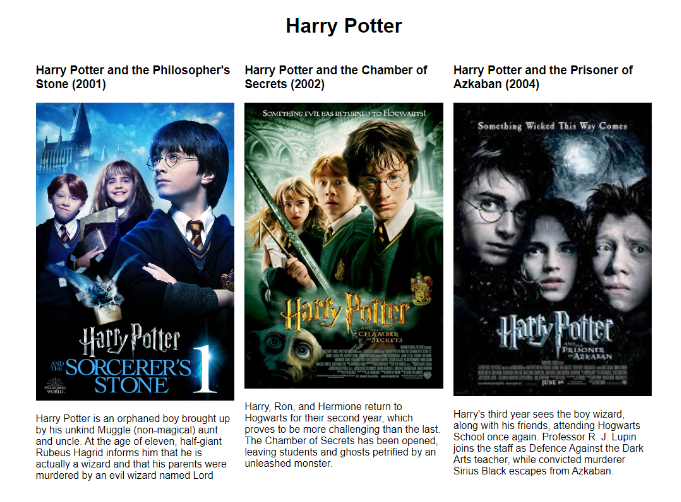 Harry Potter
Harry Potter and the Philosopher's
Stone (2001)
Harry Potter and the Chamber of
Secrets (2002)
Harry Potter and the Prisoner of
Azkaban (2004)
Harry Potter
AND THE
SORCERER'S
STONE 1
SOMETHING EVIL HAS RETURNED TO HOGWARTS!
Harry Potter
AND THE
CHAMBER
OF SECRETS
Something Wicked This Way Comes
Harry Potter
AND THE
PRISONER
OF AZKABAN
JUNE 4
Harry Potter is an orphaned boy brought up
by his unkind Muggle (non-magical) aunt
and uncle. At the age of eleven, half-giant
Rubeus Hagrid informs him that he is
actually a wizard and that his parents were
murdered by an evil wizard named Lord
Harry, Ron, and Hermione return to
Hogwarts for their second year, which
proves to be more challenging than the last.
The Chamber of Secrets has been opened,
leaving students and ghosts petrified by an
unleashed monster.
Harry's third year sees the boy wizard,
along with his friends, attending Hogwarts
School once again. Professor R. J. Lupin
joins the staff as Defence Against the Dark
Arts teacher, while convicted murderer
Sirius Black escapes from Azkaban.